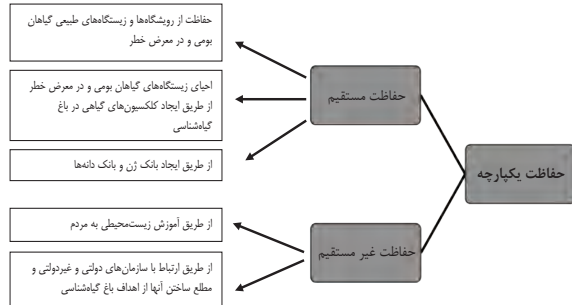 حفاظت یکپارچه
حفاظت مستقیم
حفاظت از رویشگاه‌ها و زیستگاه‌های طبیعی گیاهان
بومی و در معرض خطر
احیای زیستگاه‌های گیاهان بومی و در معرض خطر
از طریق ایجاد کلکسیون‌های گیاهی در باغ
گیاه‌شناسی
از طریق ایجاد بانک ژن و بانک دانه‌ها
حفاظت غیر مستقیم
از طریق آموزش زیست‌محیطی به مردم
از طریق ارتباط با سازمان‌های دولتی و غیردولتی و
مطلع ساختن آنها از اهداف باغ گیاه‌شناسی